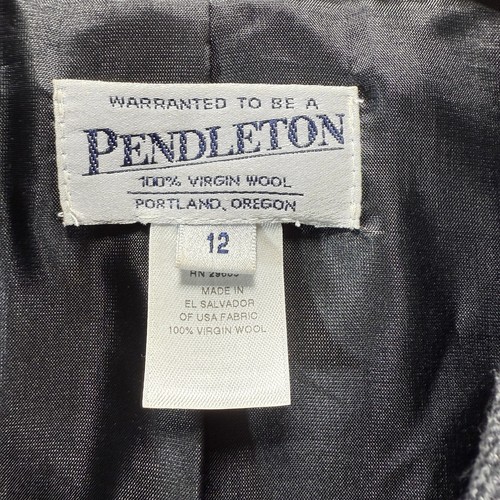 WARRANTED TO BE A
PENDLETON
100% VIRGIN WOOL
PORTLAND, OREGON
12
MADE IN
EL SALVADOR
OF USA FABRIC
100% VIRGIN WOOL